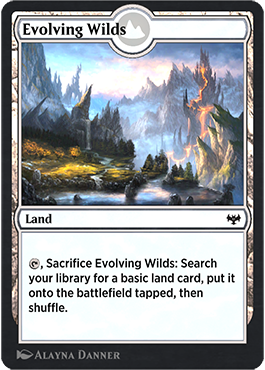 Evolving Wilds
Land
, Sacrifice Evolving Wilds: Search
your library for a basic land card, put it
onto the battlefield tapped, then
shuffle.
Alayna Danner